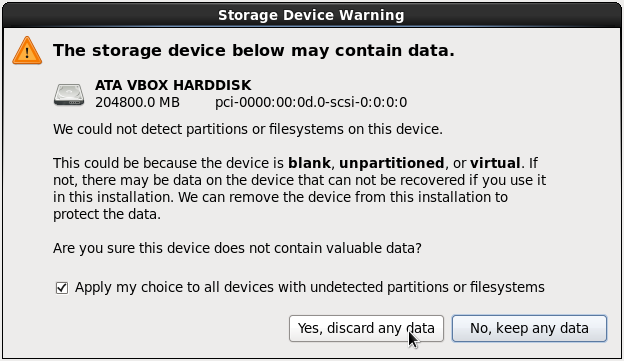 Storage Device Warning
The storage device below may contain data.
ATA VBOX HARDDISK
204800.0 MB pci-0000:00:0d.0-scsi-0:0:0:0
We could not detect partitions or filesystems on this device.
This could be because the device is blank, unpartitioned, or virtual. If
not, there may be data on the device that can not be recovered if you use it
in this installation. We can remove the device from this installation to
protect the data.
Are you sure this device does not contain valuable data?
Apply my choice to all devices with undetected partitions or filesystems
Yes, discard any data No, keep any data